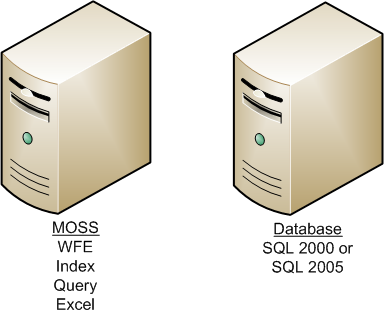 MOSS
WFE
Index
Query
Excel
Database
SQL 2000 or
SQL 2005